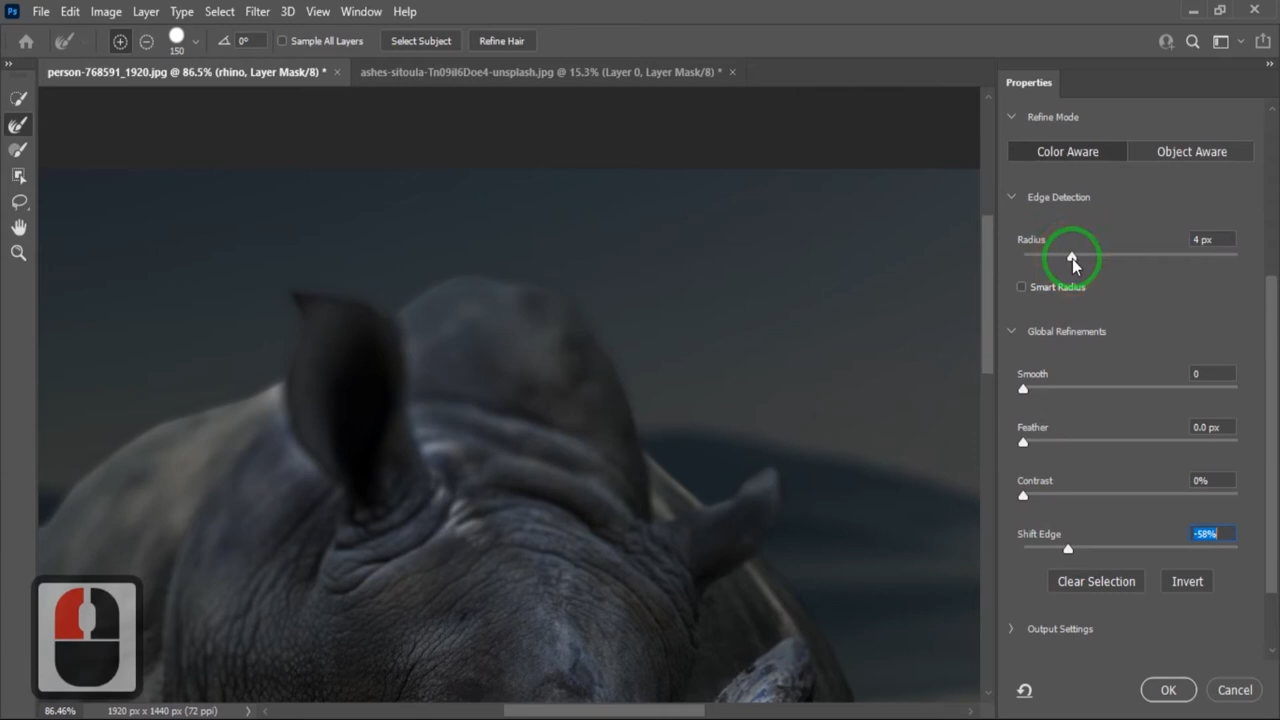 Ps File Edit Image Layer Type Select Filter 3D View Window Help
150 0° Sample All Layers Select Subject Refine Hair
person-768591_1920.jpg @ 86.5% (rhino, Layer Mask/8) * × ashes-sitoula-Tn09il6Doe4-unsplash.jpg @ 15.3% (Layer 0, Layer Mask/8) * ×
Properties
Refine Mode
Color Aware Object Aware
Edge Detection
Radius 4 px
Smart Radius
Global Refinements
Smooth 0
Feather 0.0 px
Contrast 0%
Shift Edge -58%
Clear Selection Invert
Output Settings
OK Cancel
86.46% 1920 px x 1440 px (72 ppi)